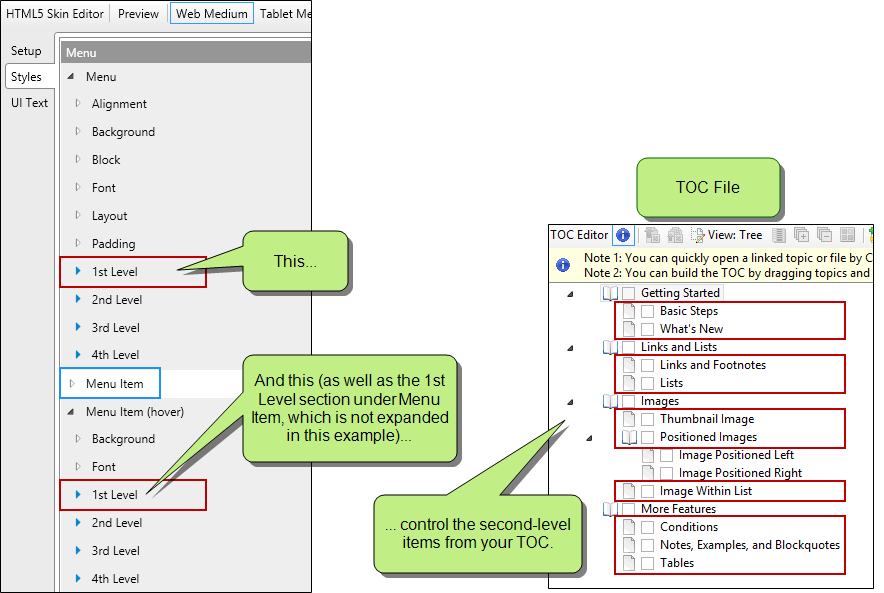 HTML5 Skin Editor Preview Web Medium Tablet Me
Setup
Styles
UI Text
Menu
Menu
Alignment
Background
Block
Font
Layout
Padding
1st Level
2nd Level
3rd Level
4th Level
Menu Item
Menu Item (hover)
Background
Font
1st Level
2nd Level
3rd Level
4th Level
This...
And this (as well as the 1st
Level section under Menu
Item, which is not expanded
in this example)...
... control the second-level
items from your TOC.
TOC File
TOC Editor View: Tree
Note 1: You can quickly open a linked topic or file by C
Note 2: You can build the TOC by dragging topics and
Getting Started
Basic Steps
What's New
Links and Lists
Links and Footnotes
Lists
Images
Thumbnail Image
Positioned Images
Image Positioned Left
Image Positioned Right
Image Within List
More Features
Conditions
Notes, Examples, and Blockquotes
Tables